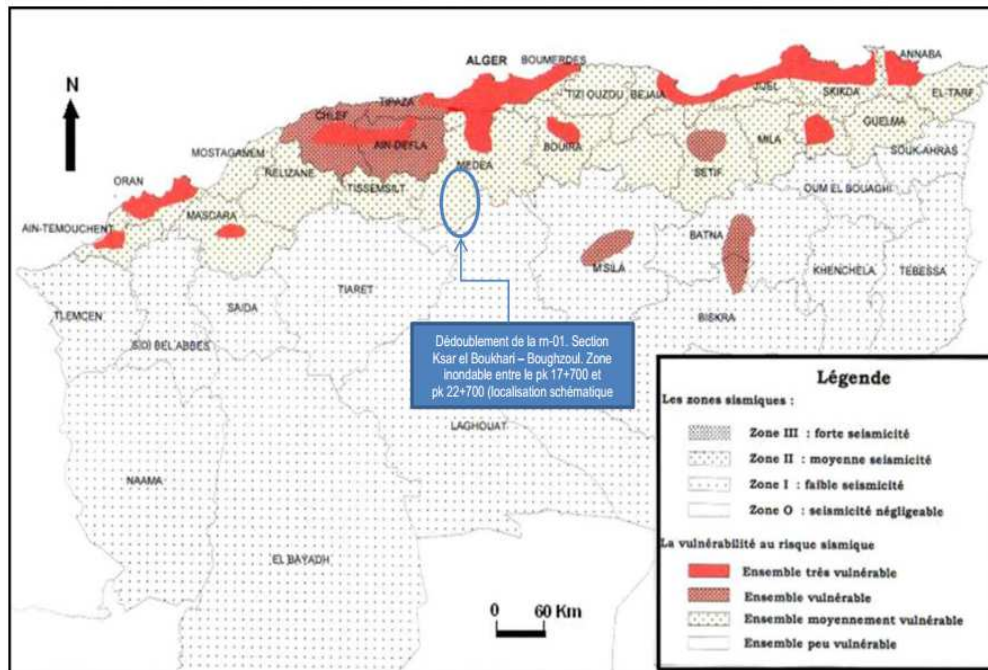 N
ALGER
BOUMERDES
ANNABA
TIZI OUZOU
BEJAIA
JIJEL
SKIKDA
EL-TARF
TIPAZA
CHLEF
AIN-DEFLA
BOUIRA
MILA
GUELMA
MOSTAGANEM
MEDEA
SETIF
SOUK-AHRAS
RELIZANE
TISSEMSILT
ORAN
OUM EL BOUAGHI
MASCARA
AIN-TEMOUCHENT
BATNA
M'SILA
KHENCHELA
TEBESSA
TIARET
SAIDA
TLEMCEN
BISKRA
SIDI BEL ABBES
Dédoublement de la rn-01. Section
Ksar el Boukhari – Boughzoul. Zone
inondable entre le pk 17+700 et
pk 22+700 (localisation schématique
LAGHOUAT
NAAMA
EL BAYADH
0 60 Km
Légende
Les zones sismiques :
Zone III : forte seismicité
Zone II : moyenne seismicité
Zone I : faible seismicité
Zone O : seismicité négligeable
La vulnérabilité au risque sismique
Ensemble très vulnérable
Ensemble vulnérable
Ensemble moyennement vulnérable
Ensemble peu vulnérable